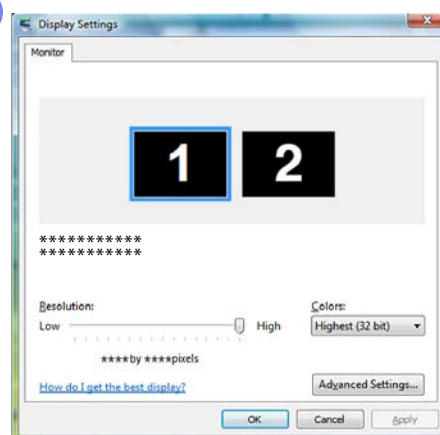 Display Settings
Monitor
1 2
***********
***********
Resolution: Colors:
Low High Highest (32 bit)
****by ****pixels
How do I get the best display? Advanced Settings...
OK Cancel Apply